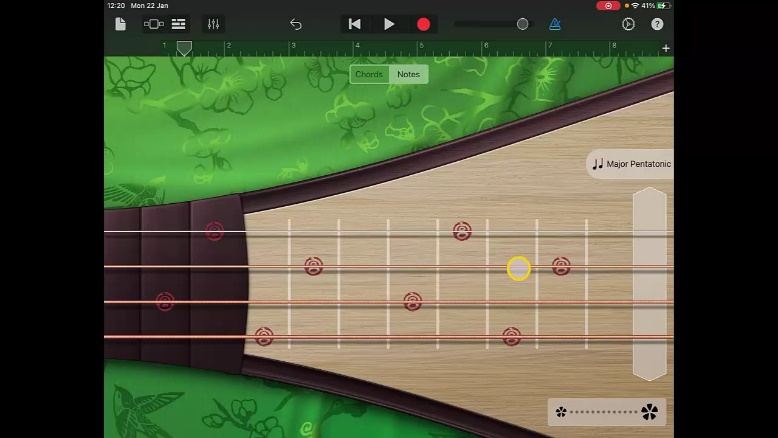 12:20 Mon 22 Jan
41%
?
1 2 3 4 5 6 7 8 +
Chords Notes
Major Pentatonic